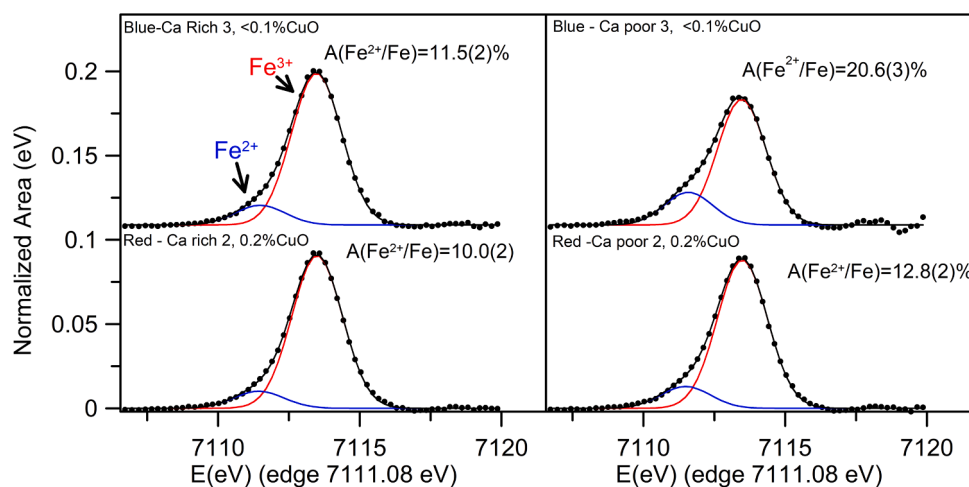 Blue-Ca Rich 3, <0.1%CuO
A(Fe²⁺/Fe)=11.5(2)%
Fe³⁺
Fe²⁺
Blue - Ca poor 3, <0.1%CuO
A(Fe²⁺/Fe)=20.6(3)%
Red - Ca rich 2, 0.2%CuO
A(Fe²⁺/Fe)=10.0(2)
Red -Ca poor 2, 0.2%CuO
A(Fe²⁺/Fe)=12.8(2)%
Normalized Area (eV)
0.2
0.15
0.1
0.05
0
7110 7115 7120
7110 7115 7120
E(eV) (edge 7111.08 eV)
E(eV) (edge 7111.08 eV)